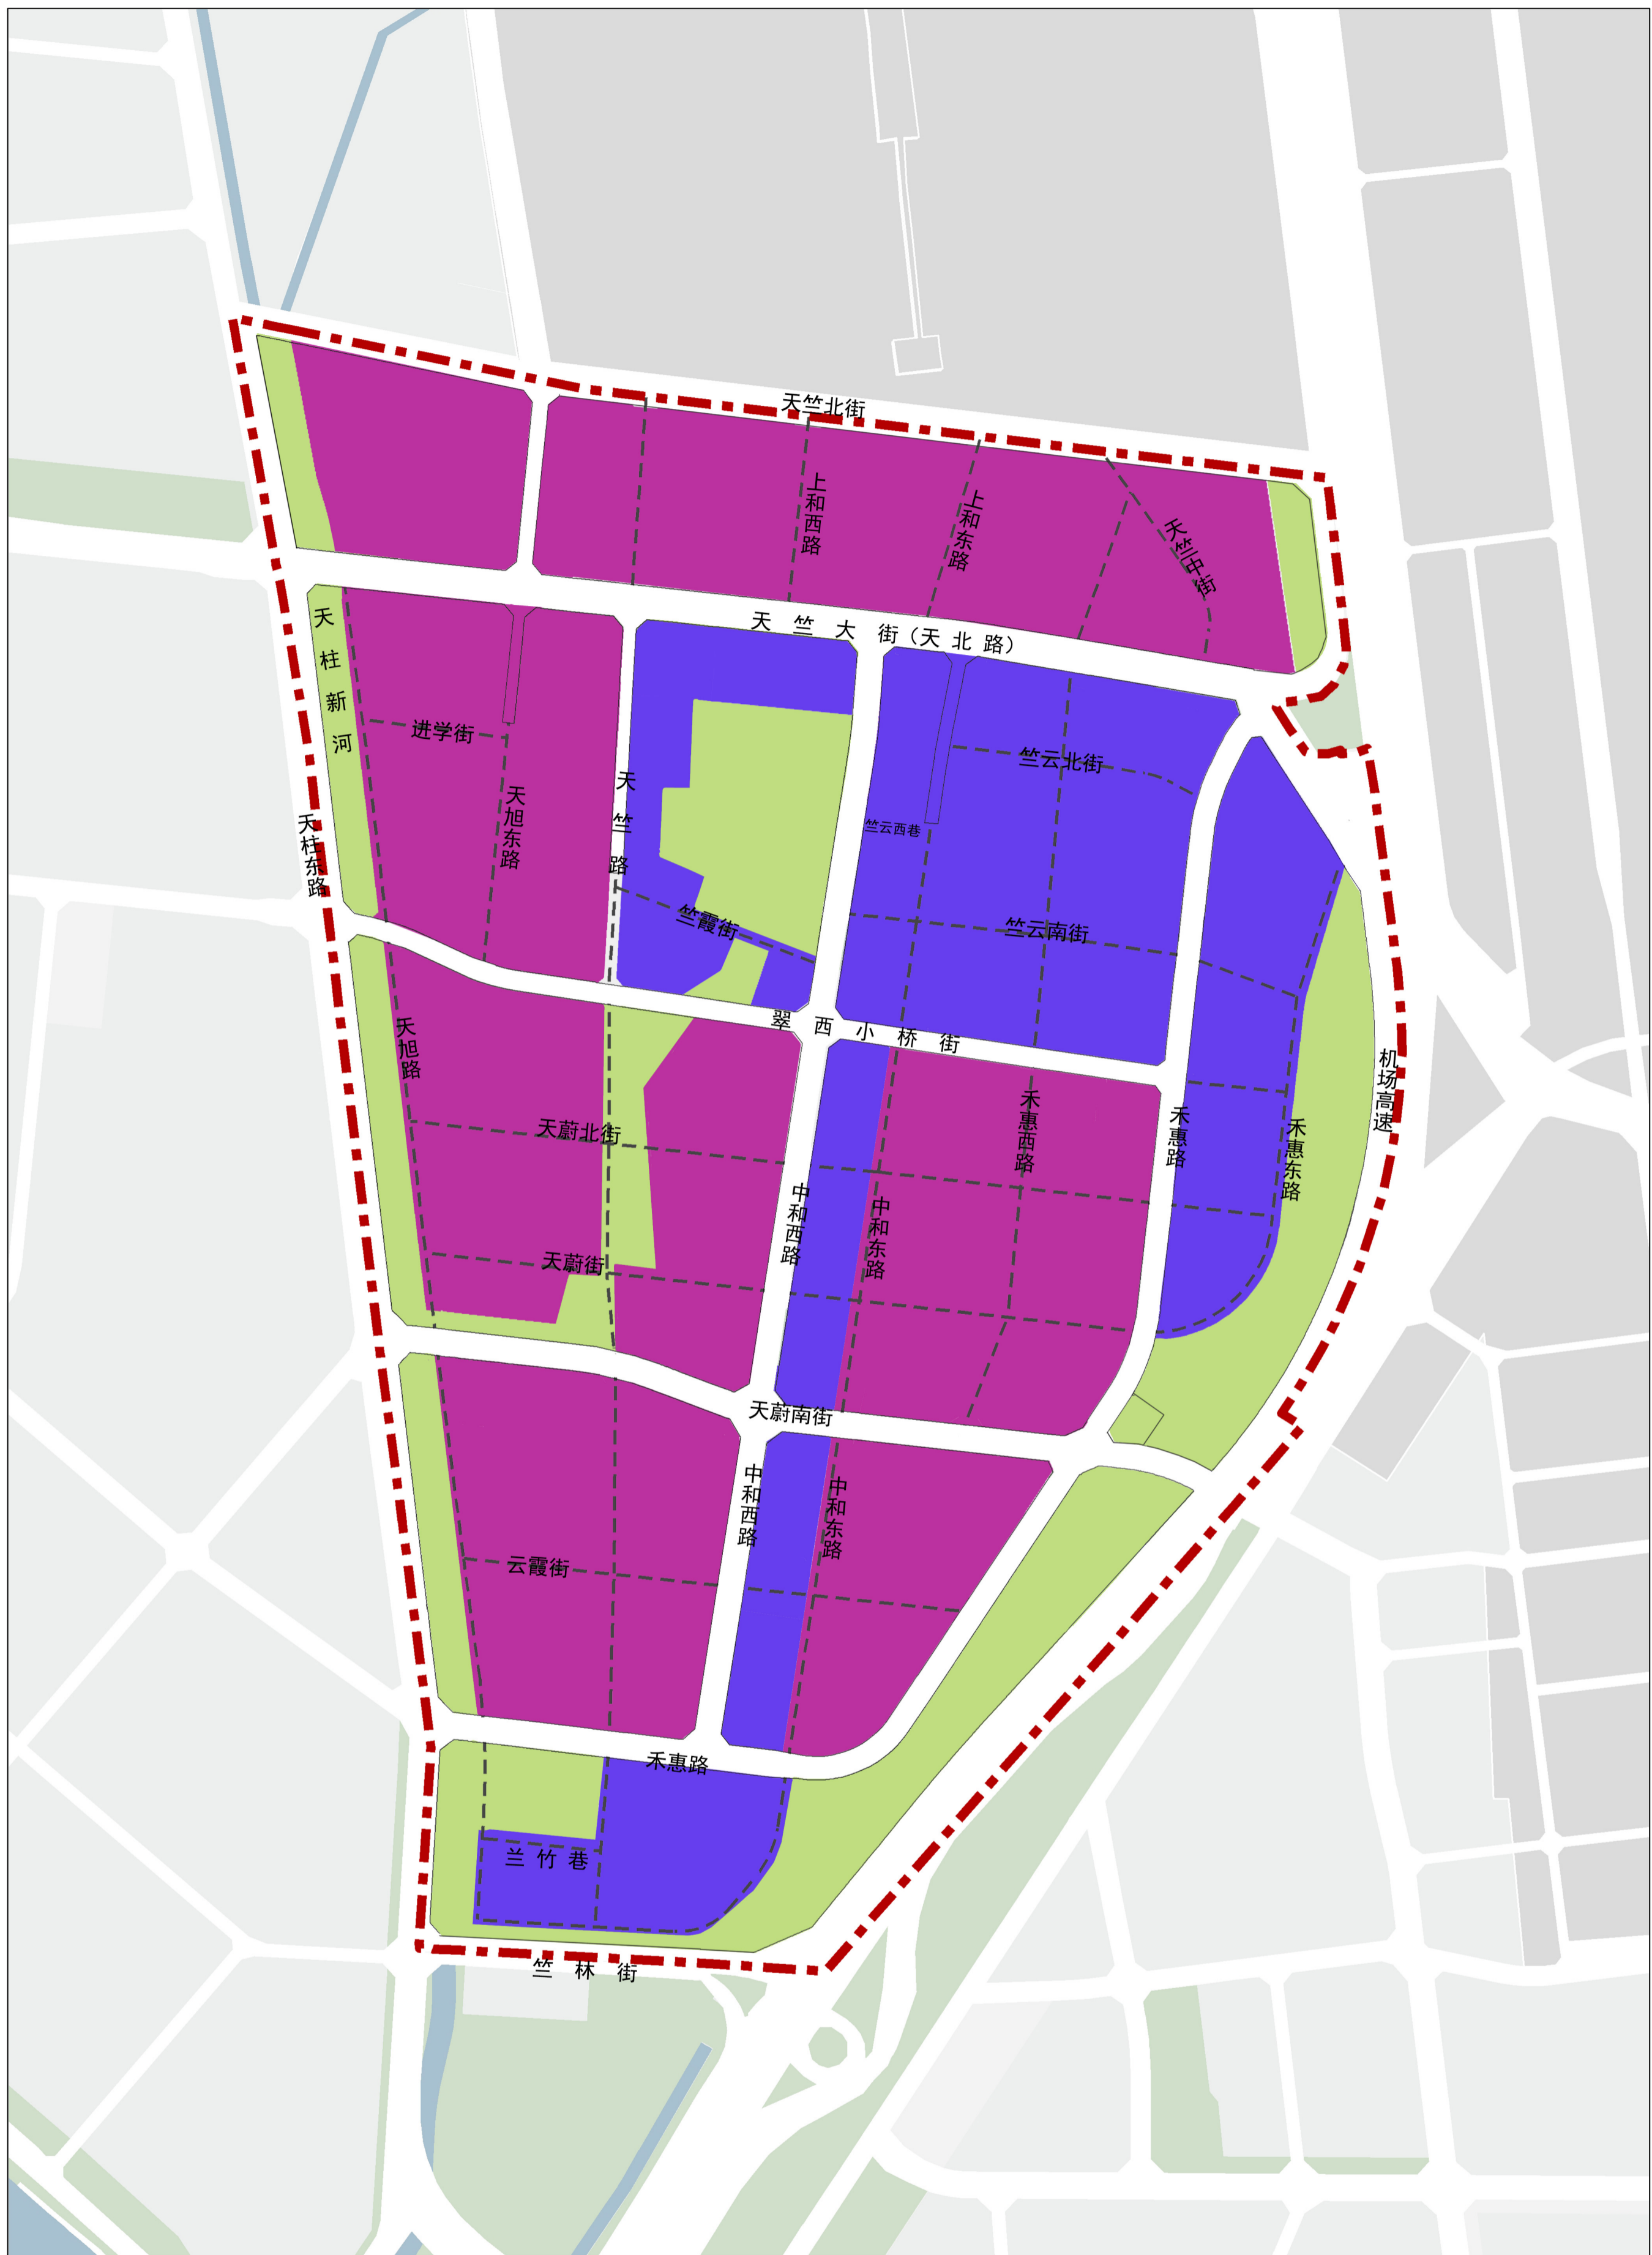 天竺北街
上和西路
上和东路
天竺中街
天竺大街（天北路）
天柱新河
进学街
天竺路
竺云北街
天旭东路
天柱东路
竺云西巷
竺霞街
竺云南街
翠西小桥街
天旭路
机场高速
天蔚北街
禾惠西路
禾惠路
禾惠东路
中和西路
中和东路
天蔚街
天蔚南街
中和西路
中和东路
云霞街
禾惠路
兰竹巷
竺林街